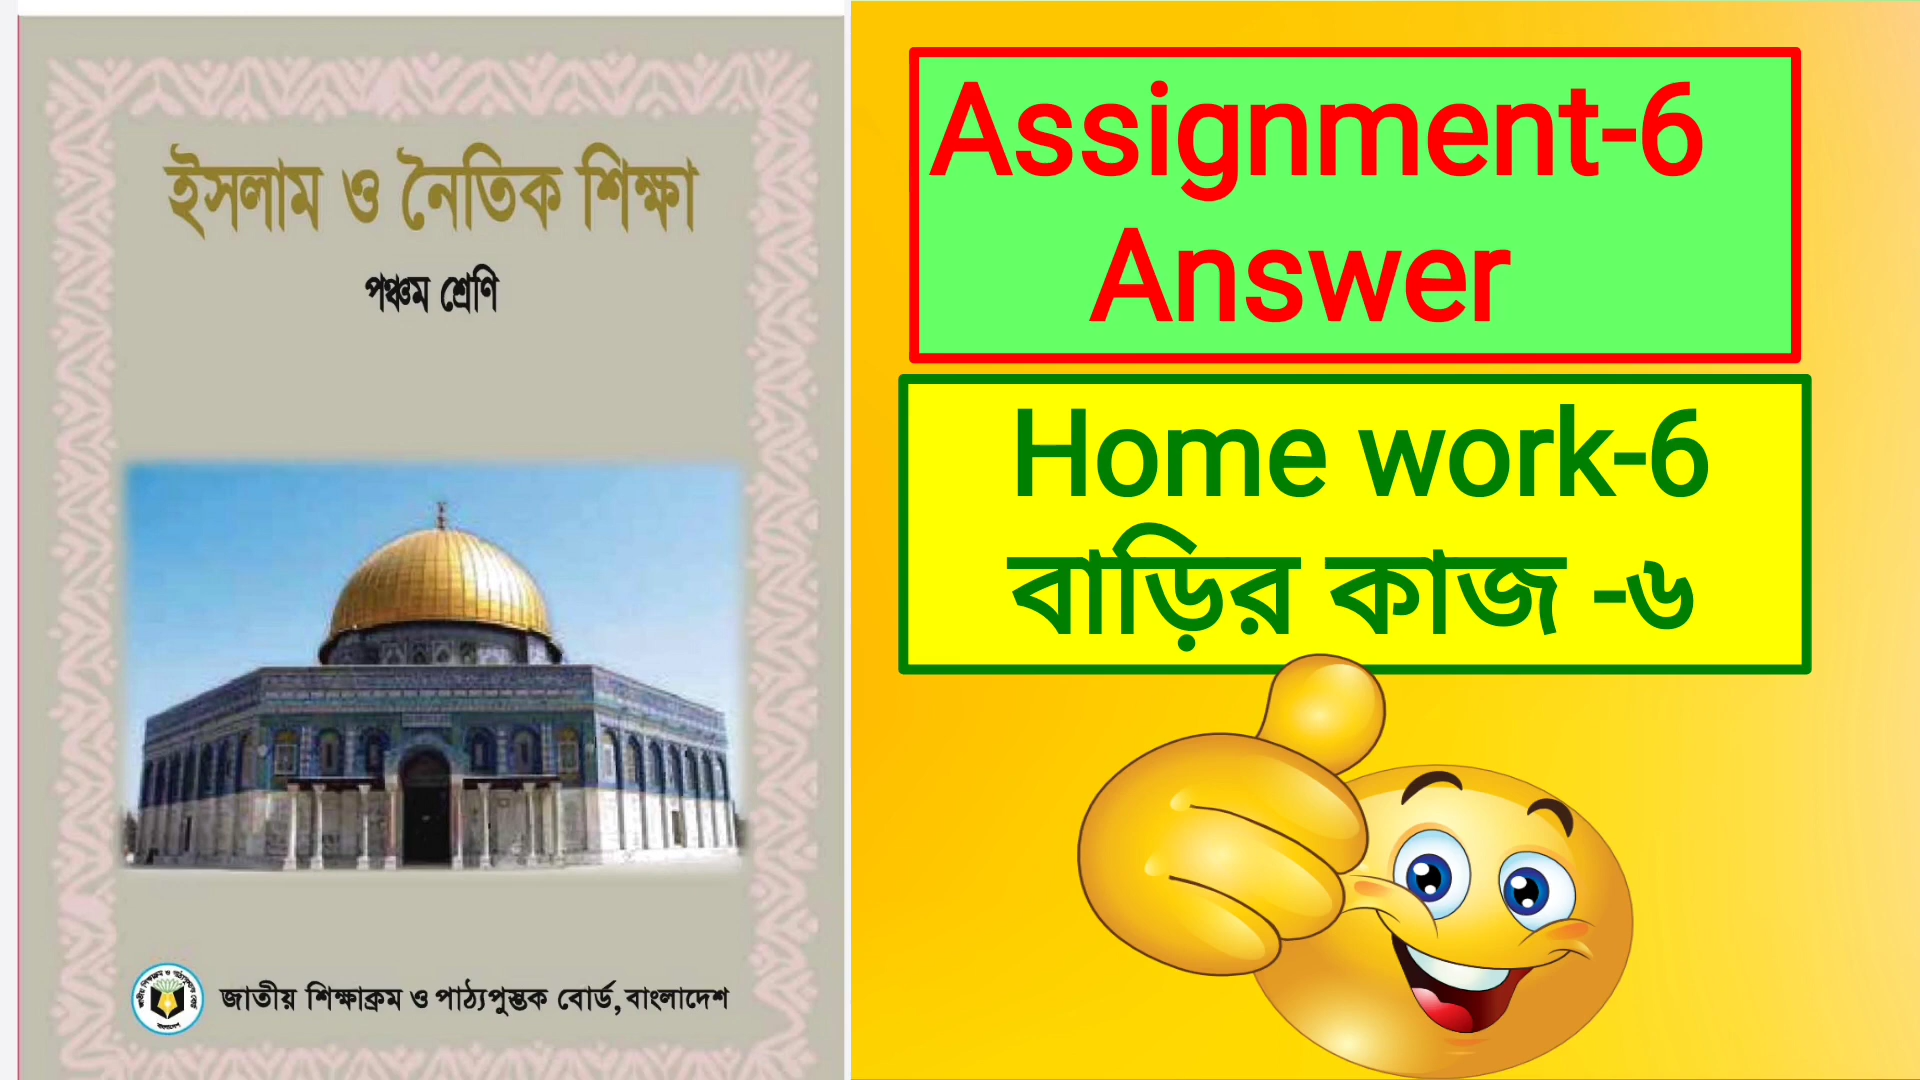 ইসলাম ও নৈতিক শিক্ষা
পঞ্চম শ্রেণি
জাতীয় শিক্ষাক্রম ও পাঠ্যপুস্তক বোর্ড, বাংলাদেশ
Assignment-6
Answer
Home work-6
বাড়ির কাজ -৬